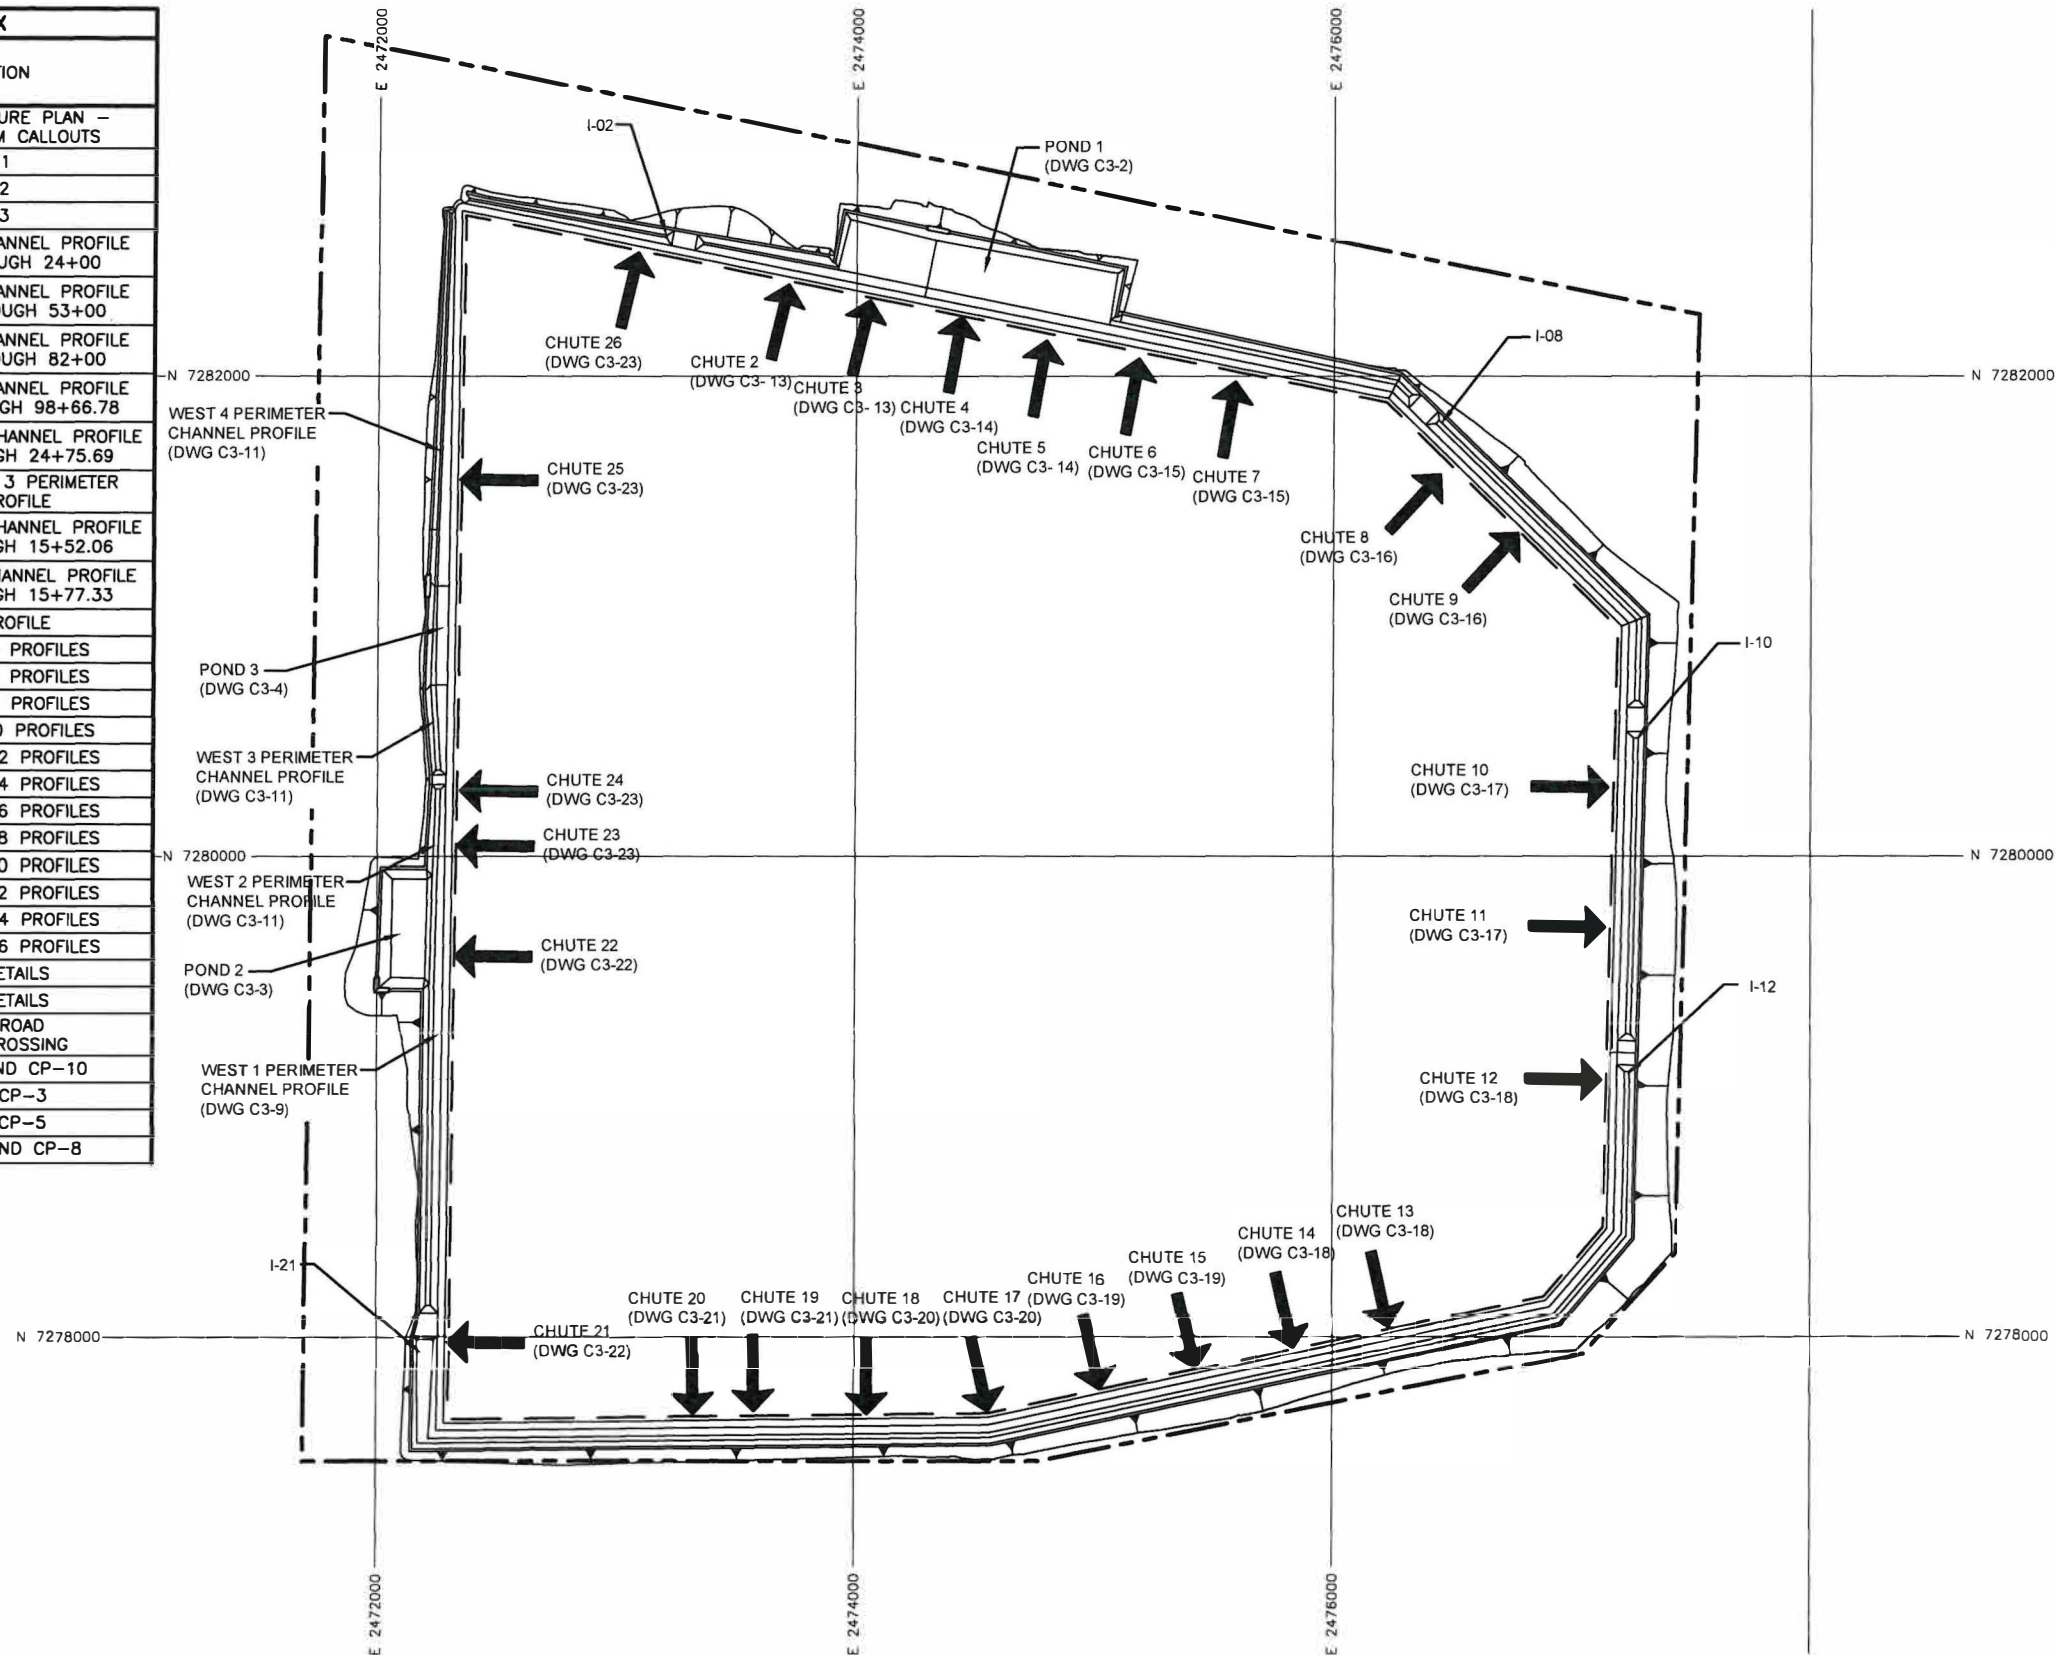 X
TION
URE PLAN –
M CALLOUTS
1
2
3
ANNEL PROFILE
UGH 24+00
ANNEL PROFILE
OUGH 53+00
ANNEL PROFILE
OUGH 82+00
ANNEL PROFILE
GH 98+66.78
HANNEL PROFILE
GH 24+75.69
3 PERIMETER
ROFILE
HANNEL PROFILE
GH 15+52.06
HANNEL PROFILE
GH 15+77.33
ROFILE
PROFILES
PROFILES
PROFILES
0 PROFILES
2 PROFILES
4 PROFILES
6 PROFILES
8 PROFILES
0 PROFILES
2 PROFILES
4 PROFILES
6 PROFILES
ETAILS
ETAILS
ROAD
ROSSING
ND CP-10
CP-3
CP-5
ND CP-8
E 2472000
E 2474000
E 2476000
I-02
POND 1
(DWG C3-2)
I-08
CHUTE 26
(DWG C3-23)
CHUTE 2
(DWG C3- 13)
CHUTE 3
(DWG C3- 13)
CHUTE 4
(DWG C3-14)
CHUTE 5
(DWG C3- 14)
CHUTE 6
(DWG C3-15)
CHUTE 7
(DWG C3-15)
N 7282000
N 7282000
WEST 4 PERIMETER
CHANNEL PROFILE
(DWG C3-11)
CHUTE 25
(DWG C3-23)
CHUTE 8
(DWG C3-16)
CHUTE 9
(DWG C3-16)
I-10
POND 3
(DWG C3-4)
WEST 3 PERIMETER
CHANNEL PROFILE
(DWG C3-11)
CHUTE 24
(DWG C3-23)
CHUTE 10
(DWG C3-17)
CHUTE 23
(DWG C3-23)
N 7280000
N 7280000
WEST 2 PERIMETER
CHANNEL PROFILE
(DWG C3-11)
CHUTE 11
(DWG C3-17)
CHUTE 22
(DWG C3-22)
POND 2
(DWG C3-3)
I-12
WEST 1 PERIMETER
CHANNEL PROFILE
(DWG C3-9)
CHUTE 12
(DWG C3-18)
CHUTE 13
(DWG C3-18)
CHUTE 14
(DWG C3-18)
CHUTE 15
(DWG C3-19)
CHUTE 16
(DWG C3-19)
I-21
CHUTE 20
(DWG C3-21)
CHUTE 19
(DWG C3-21)
CHUTE 18
(DWG C3-20)
CHUTE 17
(DWG C3-20)
CHUTE 21
(DWG C3-22)
N 7278000
N 7278000
E 2472000
E 2474000
E 2476000